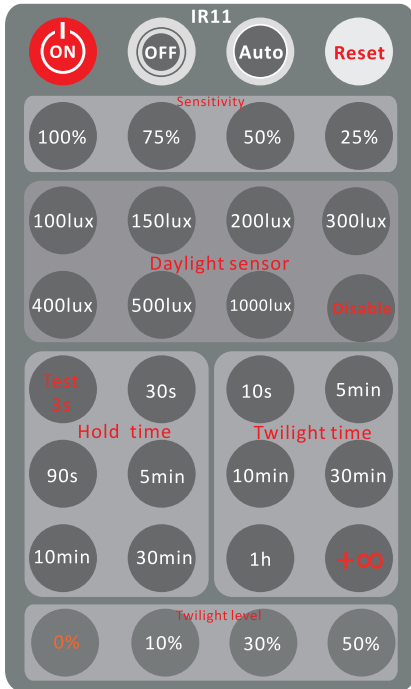 IR11
ON OFF Auto Reset
Sensitivity
100% 75% 50% 25%
100lux 150lux 200lux 300lux
Daylight sensor
400lux 500lux 1000lux Disable
Test 3s 30s 10s 5min
Hold time Twilight time
90s 5min 10min 30min
10min 30min 1h +∞
Twilight level
0% 10% 30% 50%